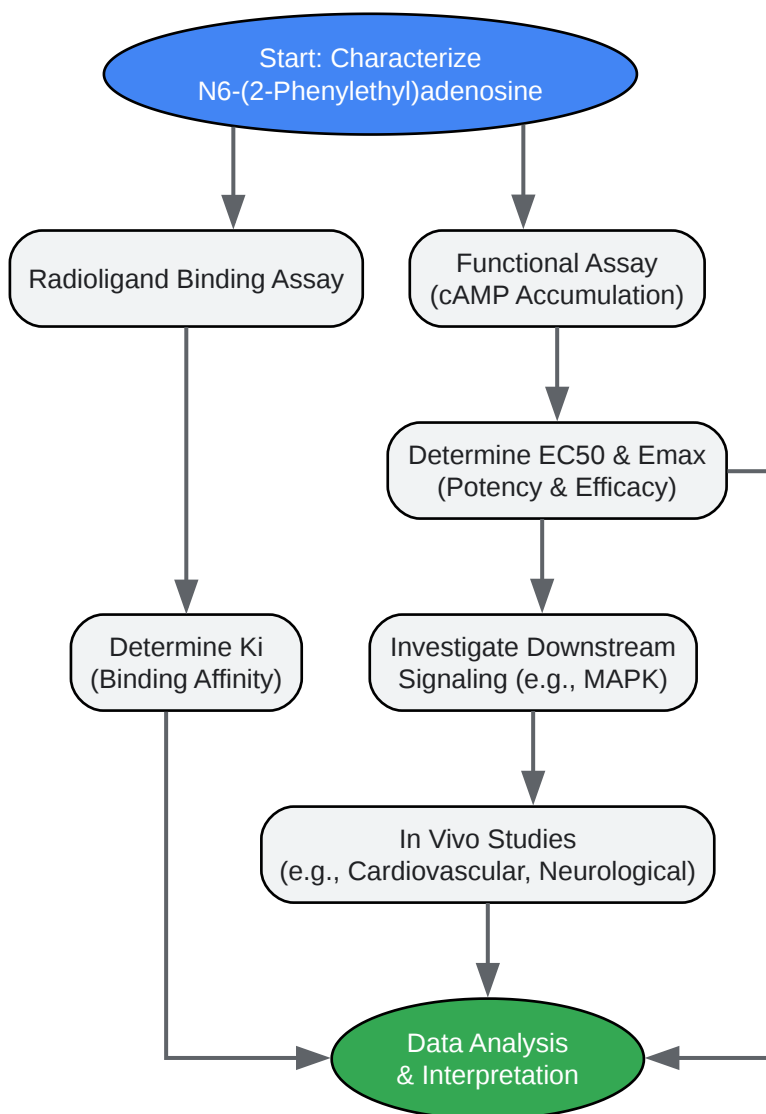 Start: Characterize
N6-(2-Phenylethyl)adenosine
Radioligand Binding Assay
Functional Assay
(cAMP Accumulation)
Determine EC50 & Emax
(Potency & Efficacy)
Determine Ki
(Binding Affinity)
Investigate Downstream
Signaling (e.g., MAPK)
In Vivo Studies
(e.g., Cardiovascular, Neurological)
Data Analysis
& Interpretation